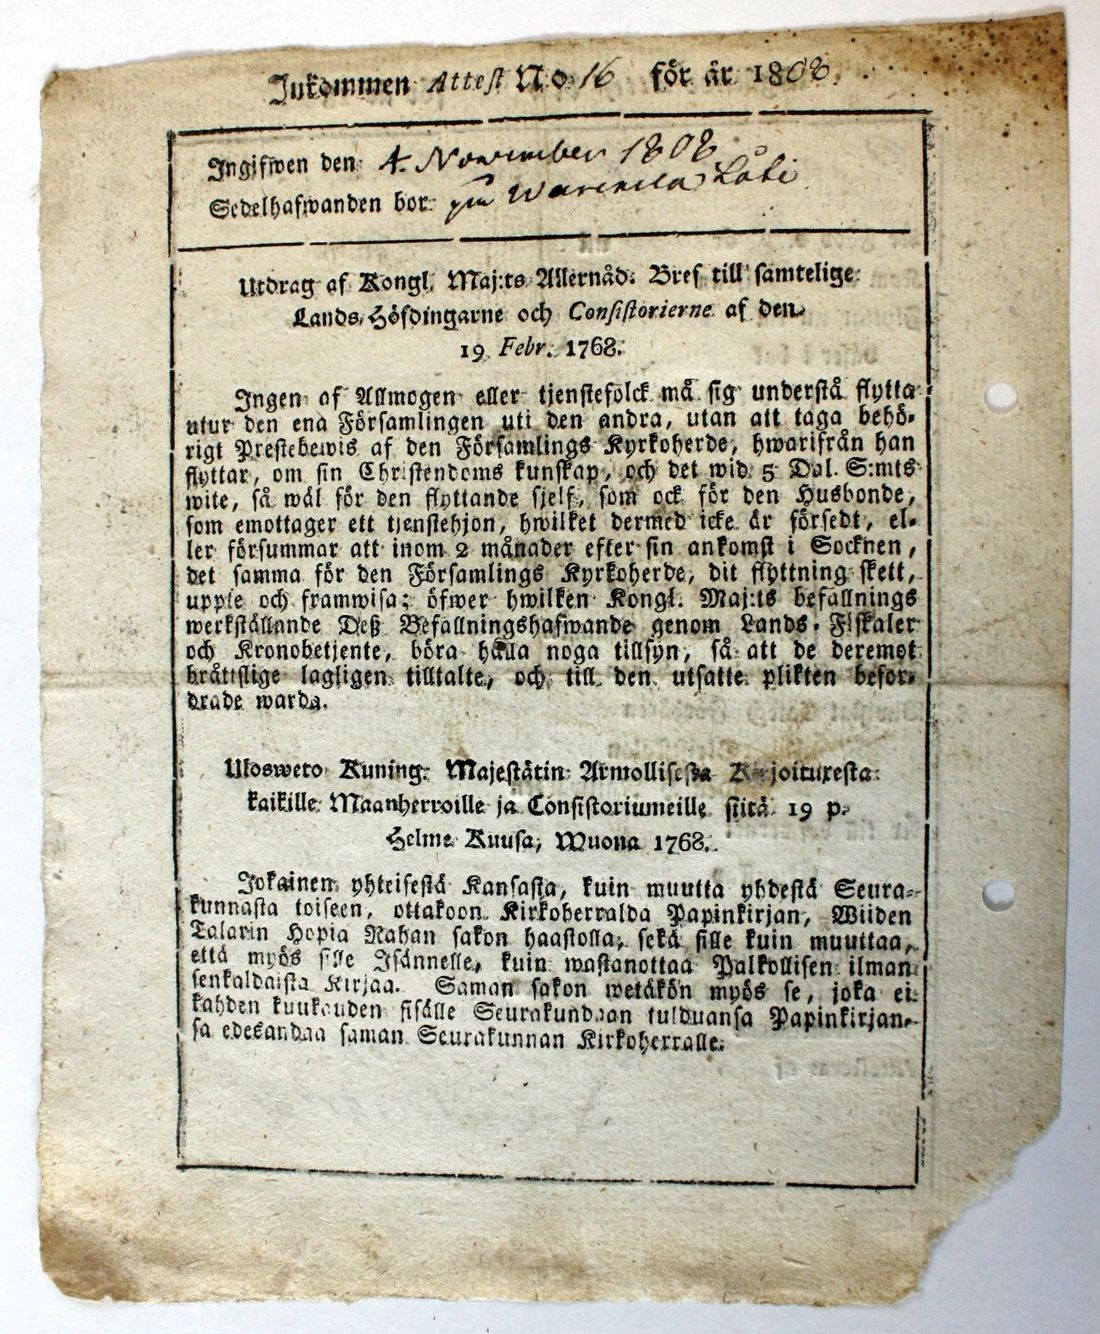 Inkommen Attest No 16 för år 1808.
Ingifwen den 4. November 1808.
Sedelhafwanden bor
Utdrag af Kongl. Maj:ts Allernåd. Bref till samtelige
Lands-Höfdingarne och Consistorierne af den
19 Febr. 1768.
Ingen af Allmogen eller tjenstefolck må sig understå flytta
utur den ena Församlingen uti den andra, utan att taga behö-
rigt Prestebewis af den Församlings Kyrkoherde, hwarifrån han
flyttar, om sin Christendoms kunskap, och det wid 5 Dal. S:mts
wite, så wäl för den flyttande sjelf, som ock för den Husbonde,
som emottager ett tjenstehjon, hwilket dermed icke är försedt, el-
ler försummar att inom 2 månader efter sin ankomst i Socknen,
det samma för den Församlings Kyrkoherde, dit flyttning skett,
uppte och framwisa; öfwer hwilken Kongl. Maj:ts befallnings
werkställande Deß Befallningshafwande genom Lands-Fiskaler
och Kronobetjente, böra hålla noga tillsyn, så att de deremot
bråttslige lagligen tilltalte, och till den utsatte plikten befor-
drade warda.
Ulosweto Kuning. Majestätin Armollisesta Kirjoituxesta
kaikille Maanherroille ja Consistoriumeille siitä 19 p.
Helme Kuusa, Wuona 1768.
Jokainen yhteisestä Kansasta, kuin muutta yhdestä Seura-
kunnasta toiseen, ottakoon Kirkoherralda Papinkirjan, Wiiden
Talarin Hopia Rahan sakon haastolla, sekä sille kuin muuttaa,
että myös sille Isännelle, kuin wastanottaa Palkollisen ilman
senkaldaista Kirjaa. Saman sakon wetäkön myös se, joka ei
kahden kuukauden sisälle Seurakundaan tulduansa Papinkirjan-
sa edesandaa saman Seurakunnan Kirkoherralle.